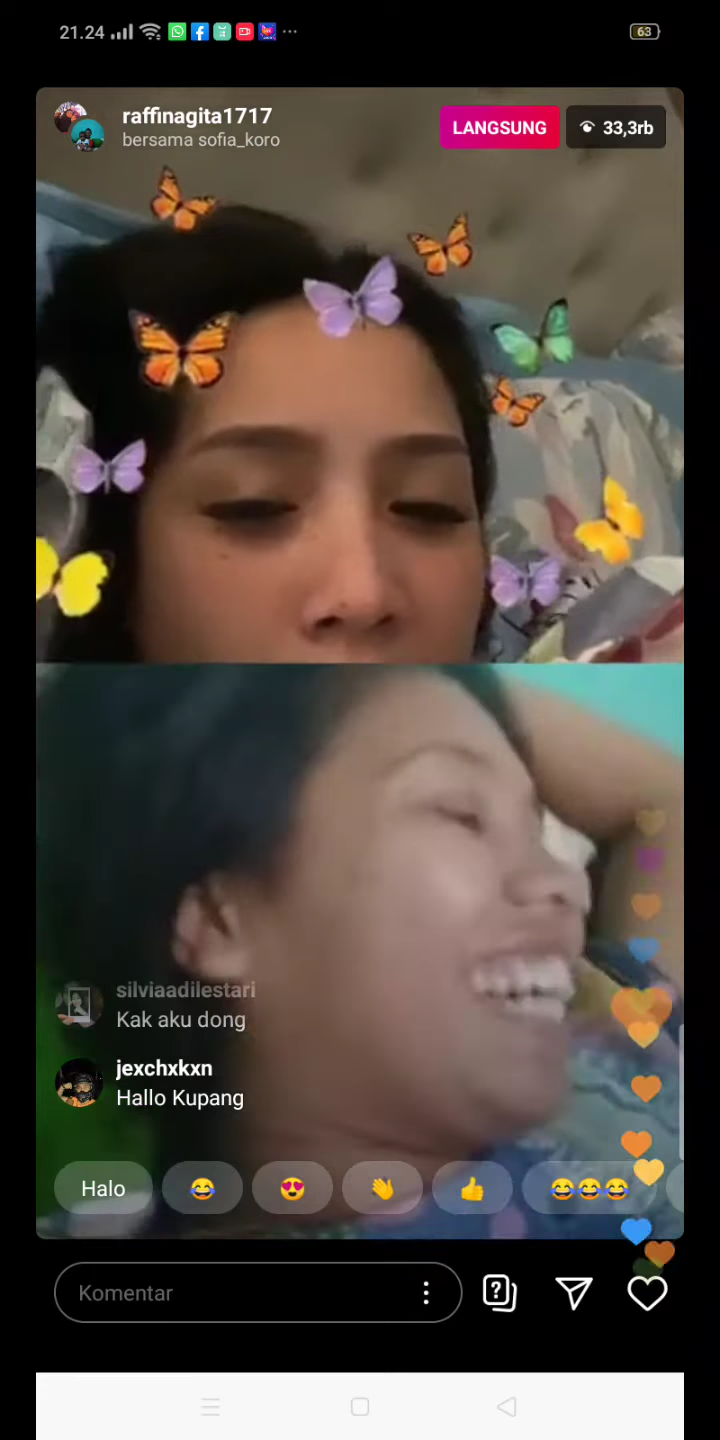 21.24
63
raffinagita1717
bersama sofia_koro
LANGSUNG
33,3rb
silviaadilestari
Kak aku dong
jexchxkxn
Hallo Kupang
Halo
Komentar